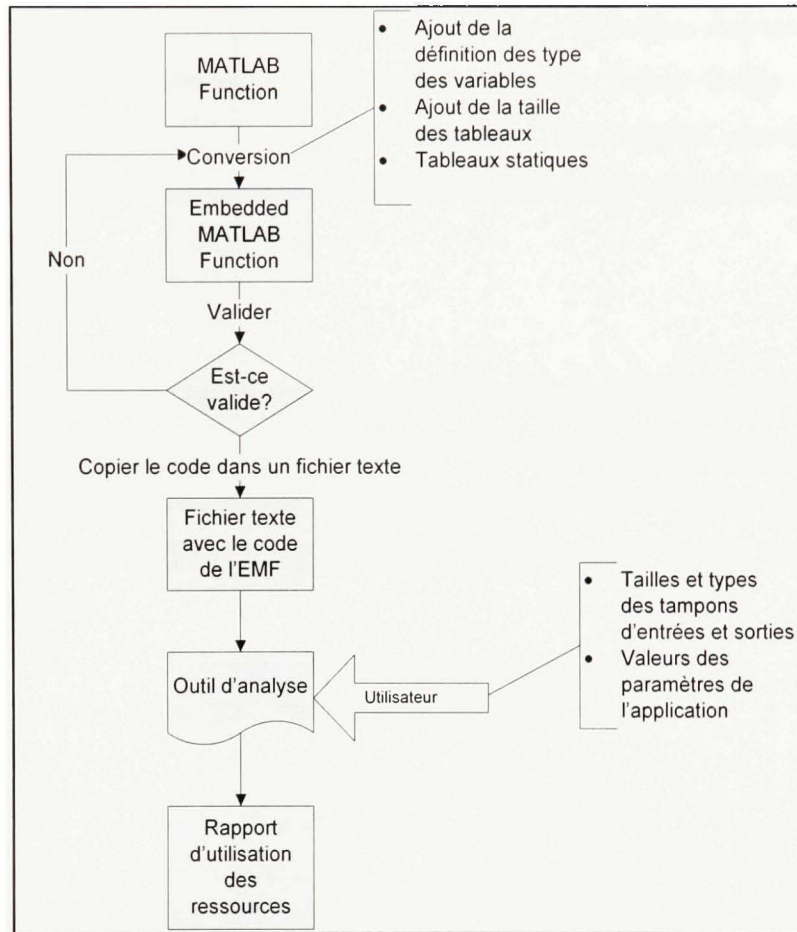 MATLAB
Function
• Ajout de la
définition des type
des variables
• Ajout de la taille
des tableaux
• Tableaux statiques
Conversion
Embedded
MATLAB
Function
Non
Valider
Est-ce
valide?
Copier le code dans un fichier texte
Fichier texte
avec le code
de l'EMF
Outil d'analyse
Utilisateur
• Tailles et types
des tampons
d'entrées et sorties
• Valeurs des
paramètres de
l'application
Rapport
d'utilisation
des
ressources